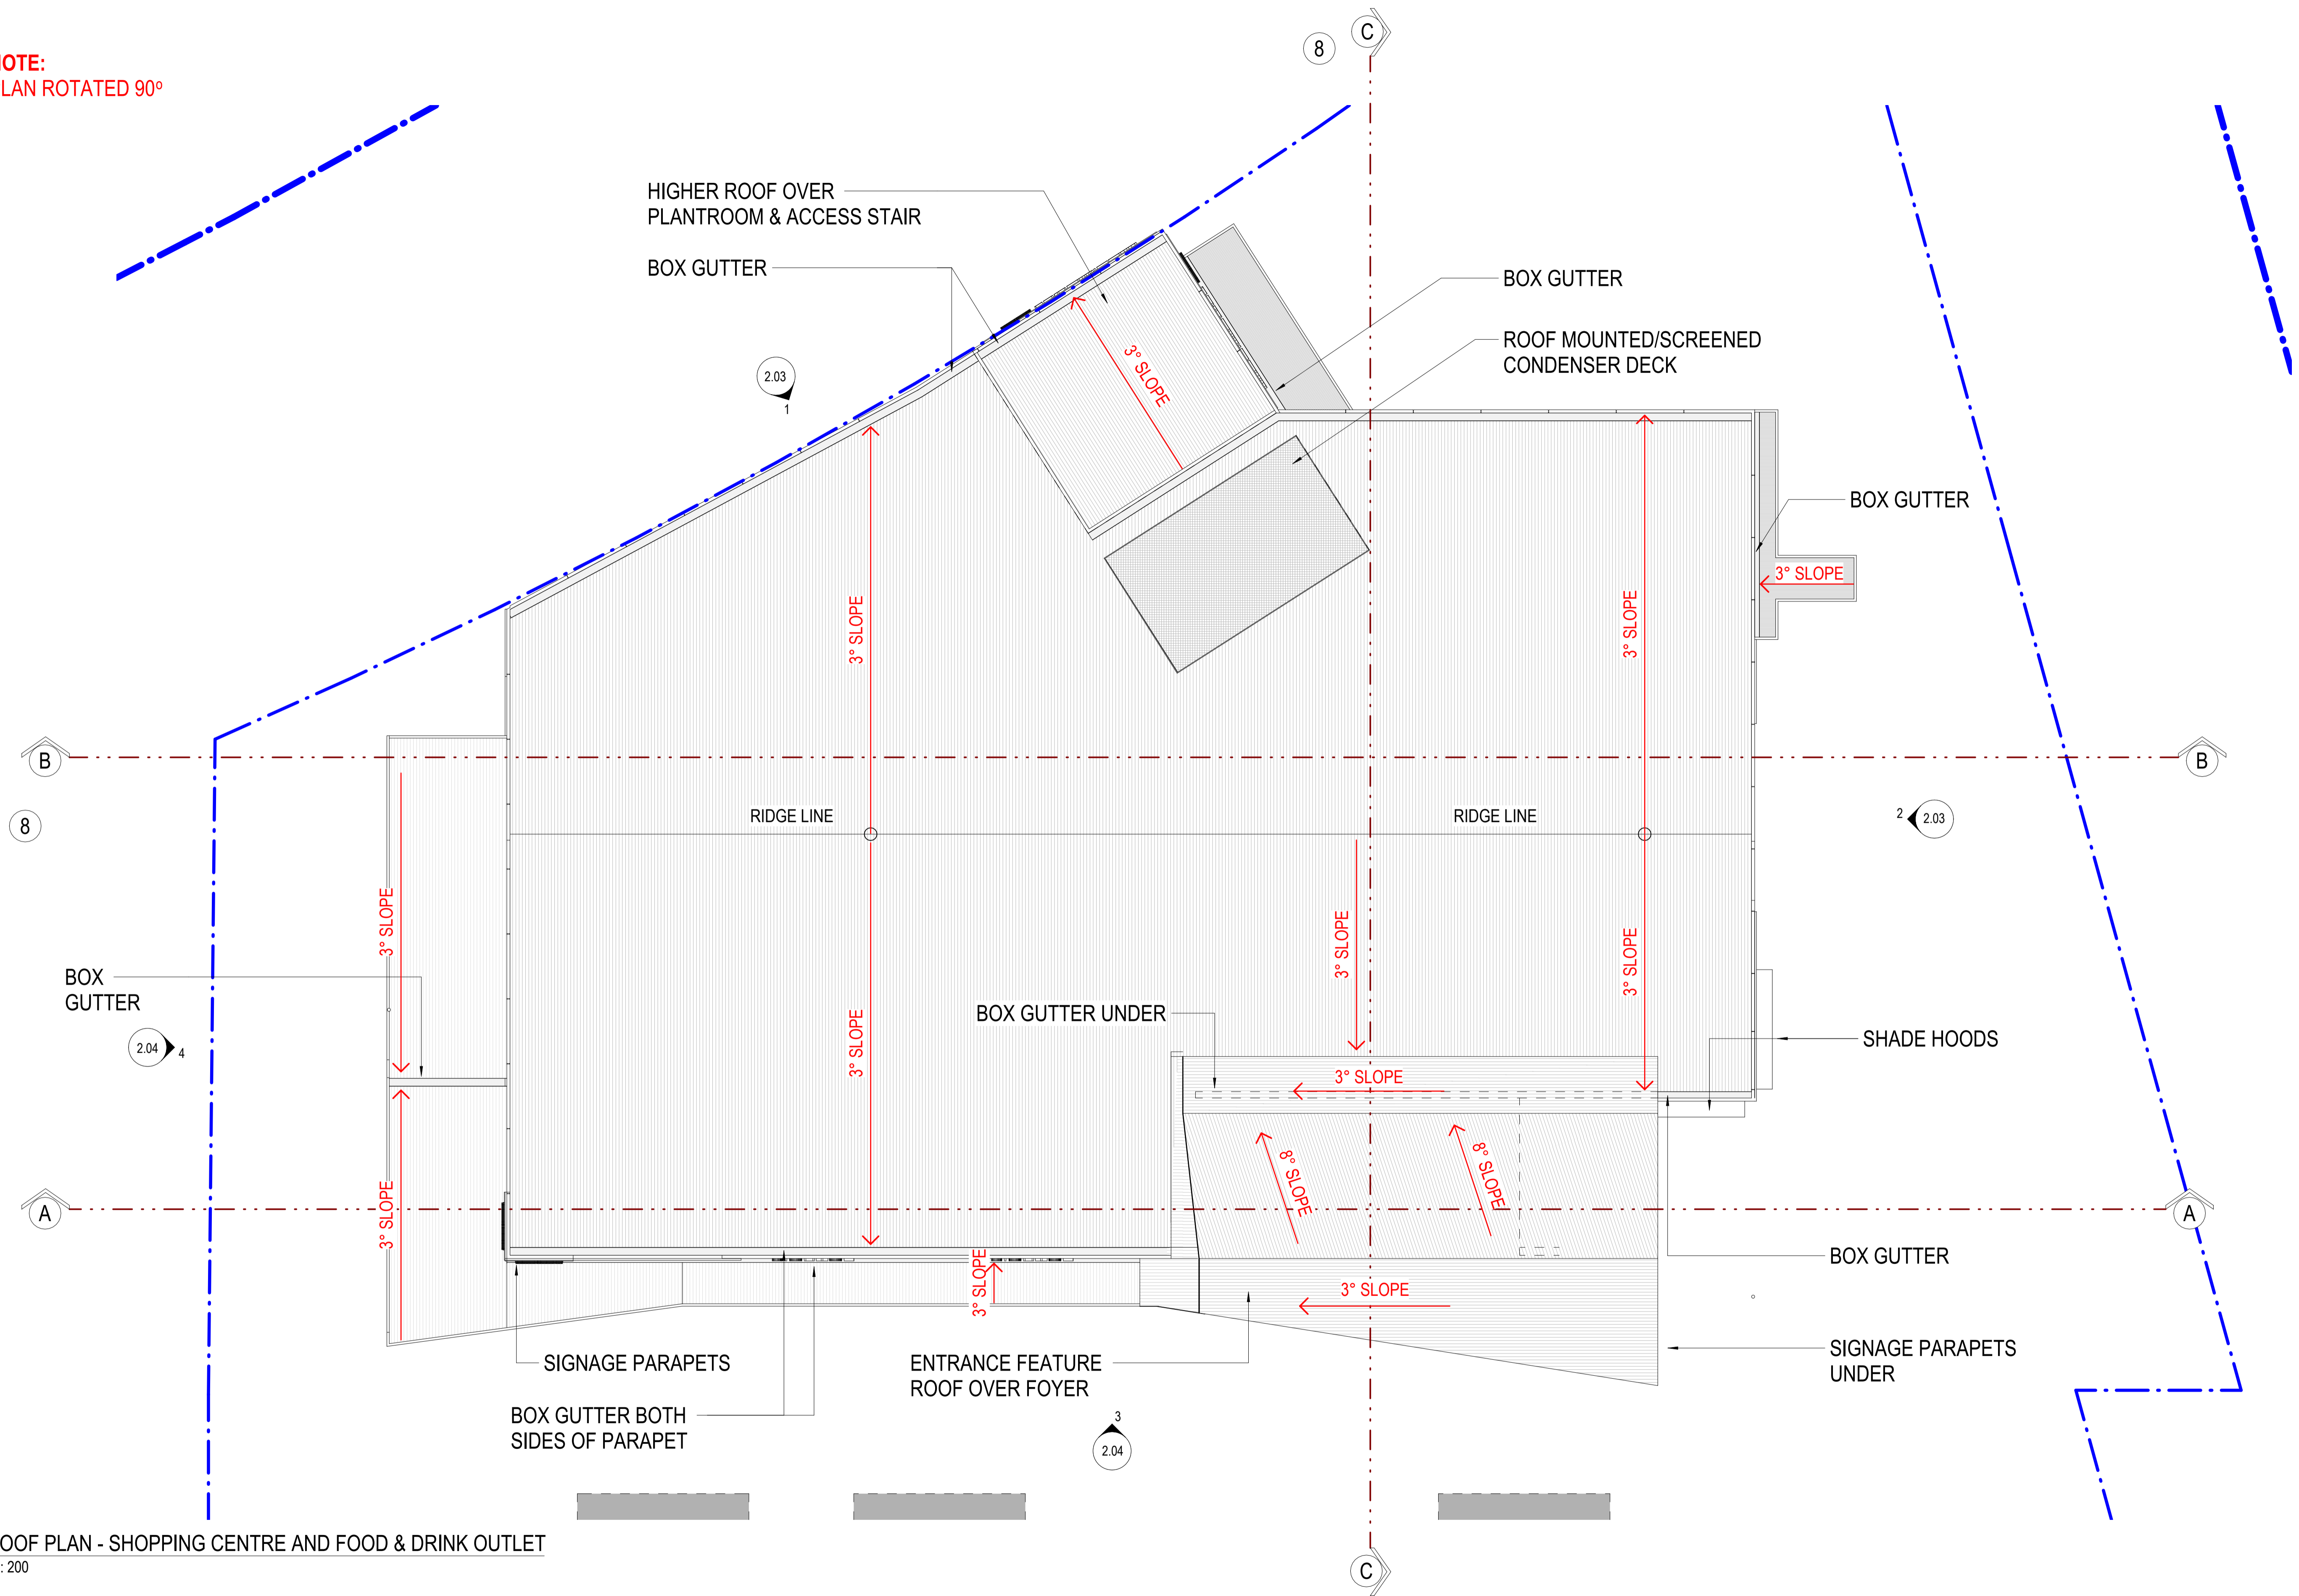 NOTE:
PLAN ROTATED 90º
8
C
HIGHER ROOF OVER
PLANTROOM & ACCESS STAIR
BOX GUTTER
BOX GUTTER
ROOF MOUNTED/SCREENED
CONDENSER DECK
3° SLOPE
2.03
1
BOX GUTTER
3° SLOPE
3° SLOPE
3° SLOPE
B
B
8
RIDGE LINE
RIDGE LINE
2
2.03
3° SLOPE
3° SLOPE
3° SLOPE
BOX
GUTTER
BOX GUTTER UNDER
3° SLOPE
2.04
4
SHADE HOODS
3° SLOPE
8° SLOPE
8° SLOPE
3° SLOPE
A
A
BOX GUTTER
3° SLOPE
3° SLOPE
SIGNAGE PARAPETS
ENTRANCE FEATURE
ROOF OVER FOYER
SIGNAGE PARAPETS
UNDER
BOX GUTTER BOTH
SIDES OF PARAPET
3
2.04
OOF PLAN - SHOPPING CENTRE AND FOOD & DRINK OUTLET
: 200
C